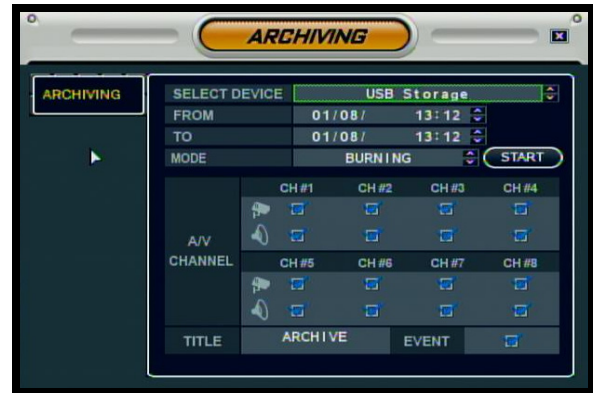 ARCHIVING
ARCHIVING
SELECT DEVICE USB Storage
FROM 01/08/ 13:12
TO 01/08/ 13:12
MODE BURNING START
CH #1 CH #2 CH #3 CH #4
A/V CHANNEL
CH #5 CH #6 CH #7 CH #8
TITLE ARCHIVE EVENT